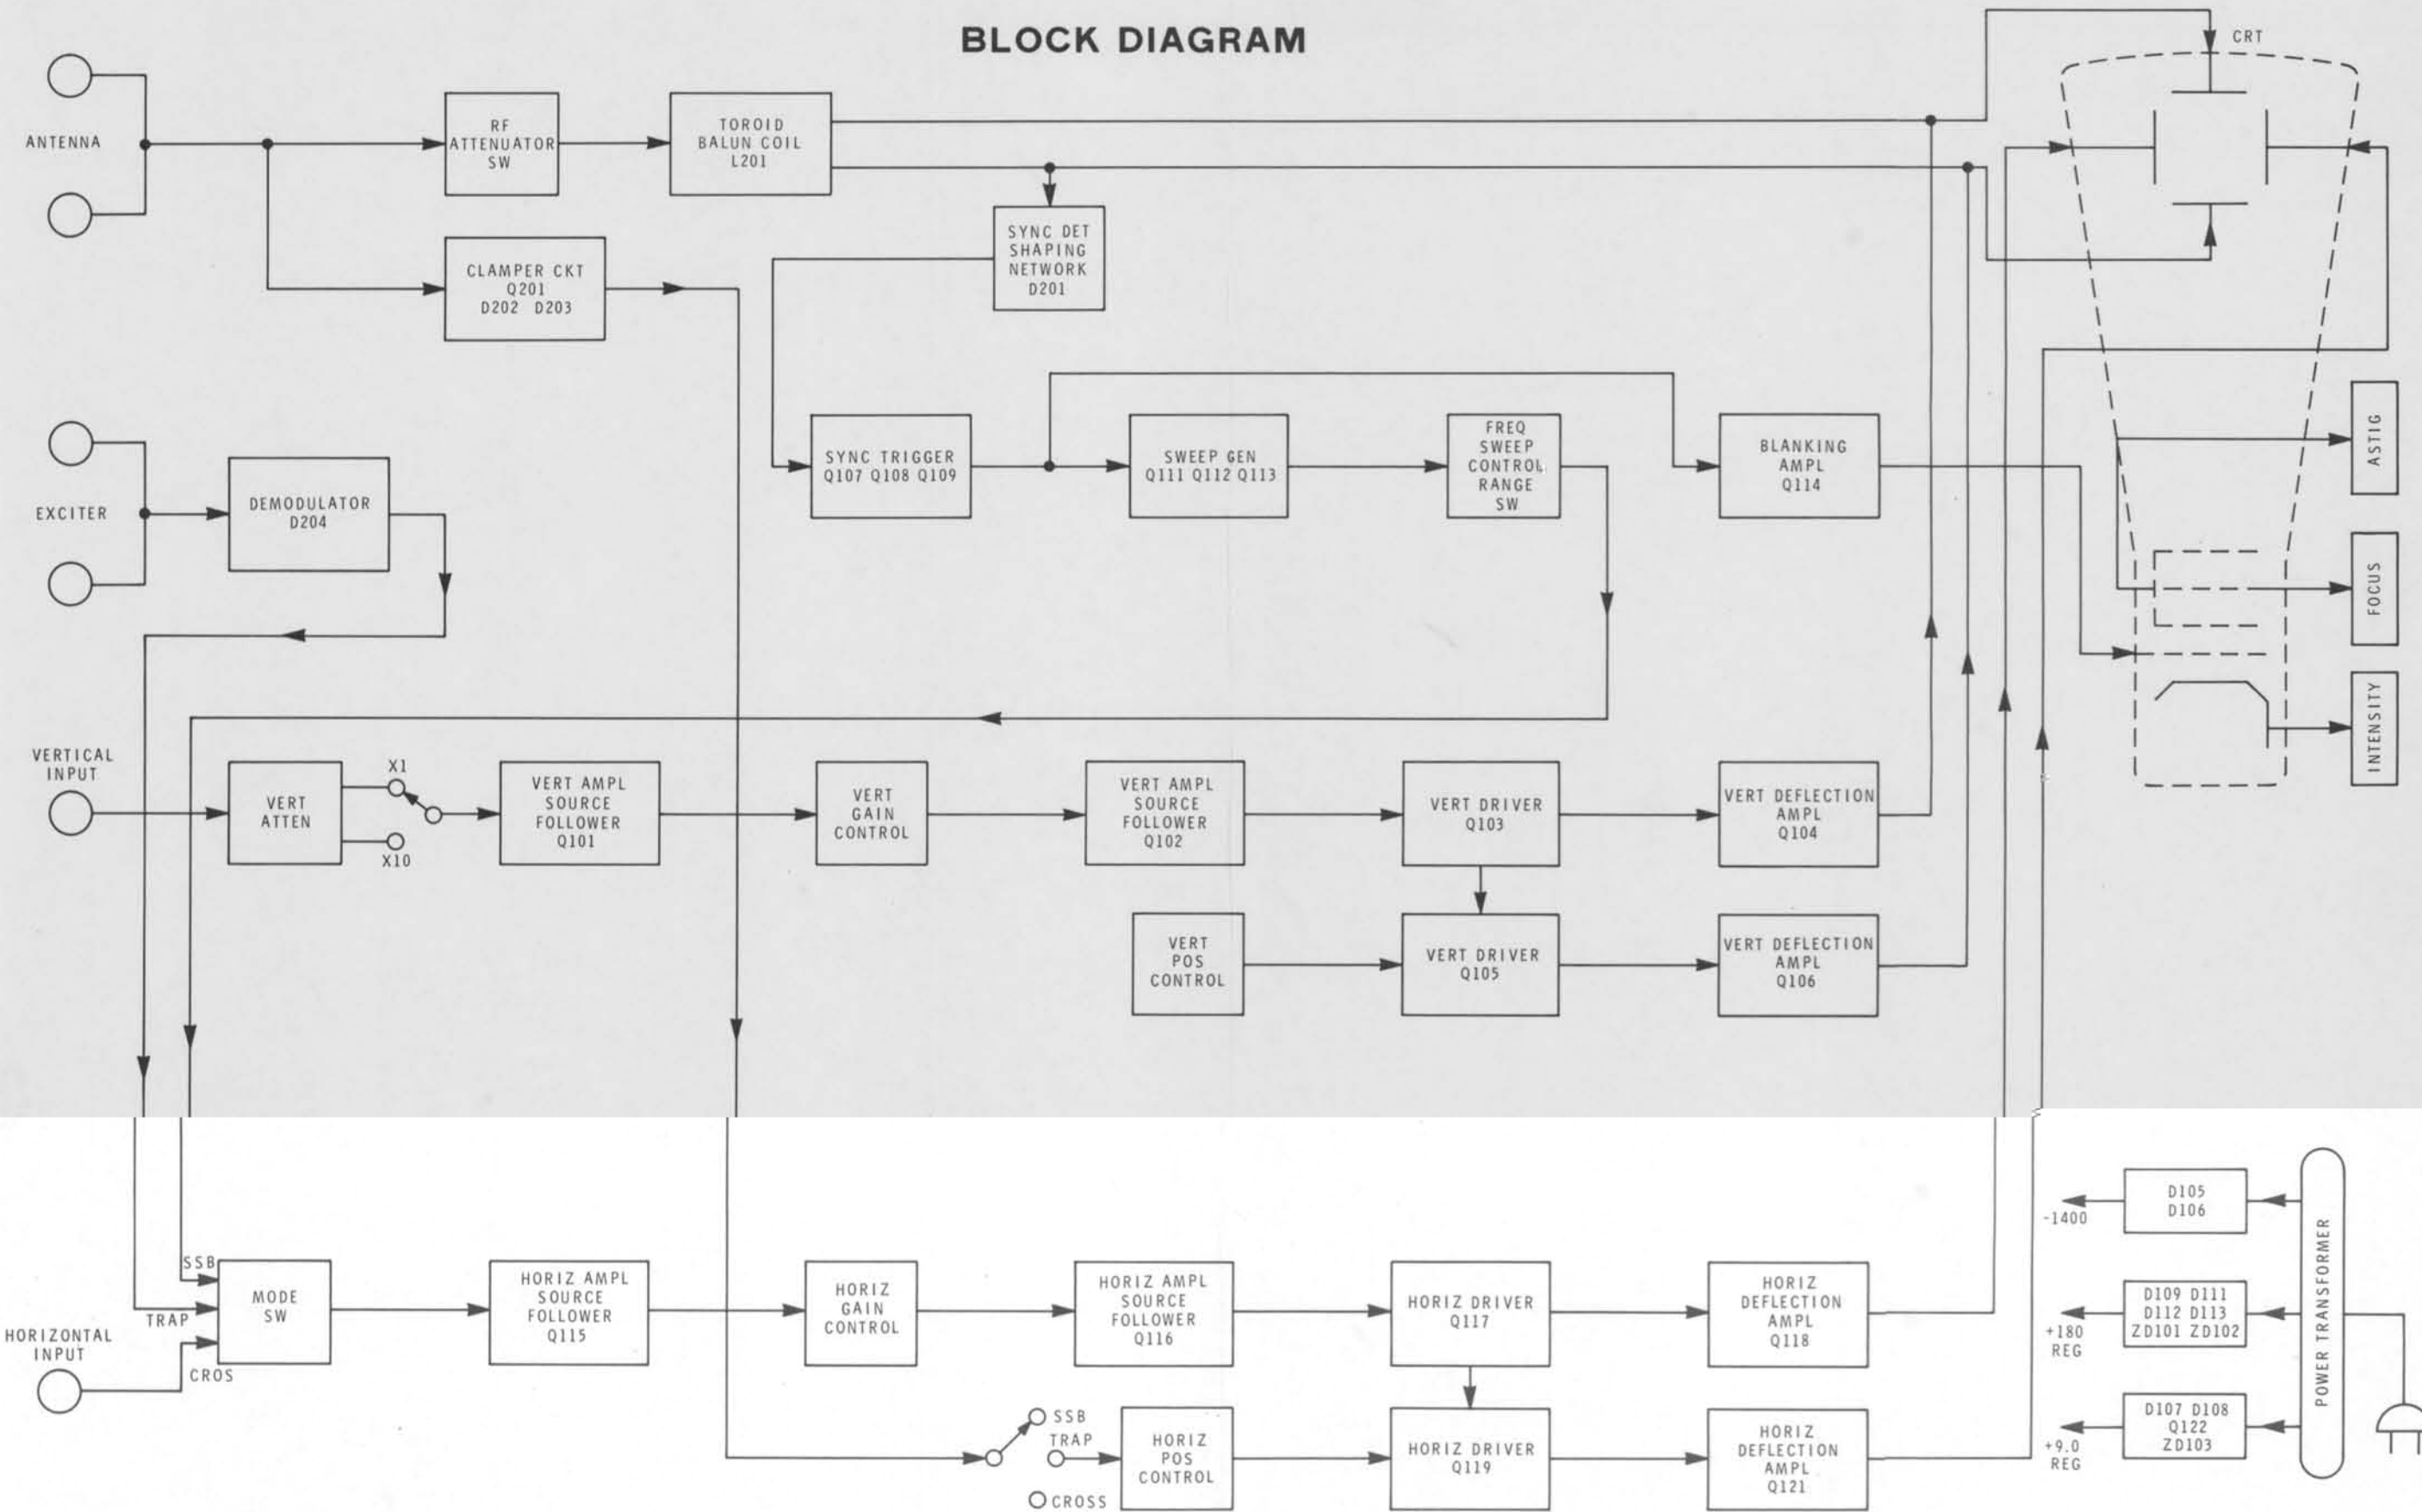 BLOCK DIAGRAM
CRT
ANTENNA
RF
ATTENUATOR
SW
TOROID
BALUN COIL
L201
CLAMPER CKT
Q201
D202 D203
SYNC DET
SHAPING
NETWORK
D201
EXCITER
DEMODULATOR
D204
SYNC TRIGGER
Q107 Q108 Q109
SWEEP GEN
Q111 Q112 Q113
FREQ
SWEEP
CONTROL
RANGE
SW
BLANKING
AMPL
Q114
ASTIG
FOCUS
INTENSITY
VERTICAL
INPUT
VERT
ATTEN
X1
X10
VERT AMPL
SOURCE
FOLLOWER
Q101
VERT
GAIN
CONTROL
VERT AMPL
SOURCE
FOLLOWER
Q102
VERT DRIVER
Q103
VERT DEFLECTION
AMPL
Q104
VERT
POS
CONTROL
VERT DRIVER
Q105
VERT DEFLECTION
AMPL
Q106
SSB
TRAP
CROS
HORIZONTAL
INPUT
MODE
SW
HORIZ AMPL
SOURCE
FOLLOWER
Q115
HORIZ
GAIN
CONTROL
HORIZ AMPL
SOURCE
FOLLOWER
Q116
HORIZ DRIVER
Q117
HORIZ
DEFLECTION
AMPL
Q118
SSB
TRAP
CROSS
HORIZ
POS
CONTROL
HORIZ DRIVER
Q119
HORIZ
DEFLECTION
AMPL
Q121
-1400
D105
D106
+180
REG
D109 D111
D112 D113
ZD101 ZD102
+9.0
REG
D107 D108
Q122
ZD103
POWER TRANSFORMER